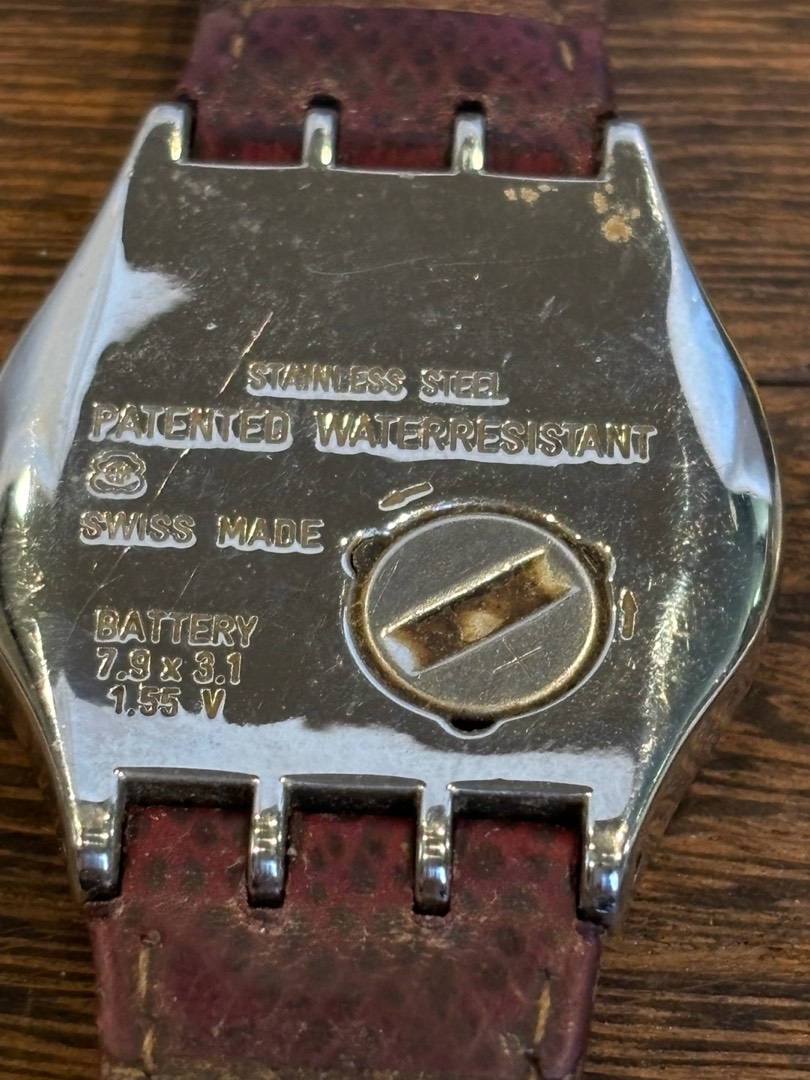 STAINLESS STEEL
PATENTED WATERRESISTANT
SWISS MADE
BATTERY
7.9 x 3.1
1.55 V